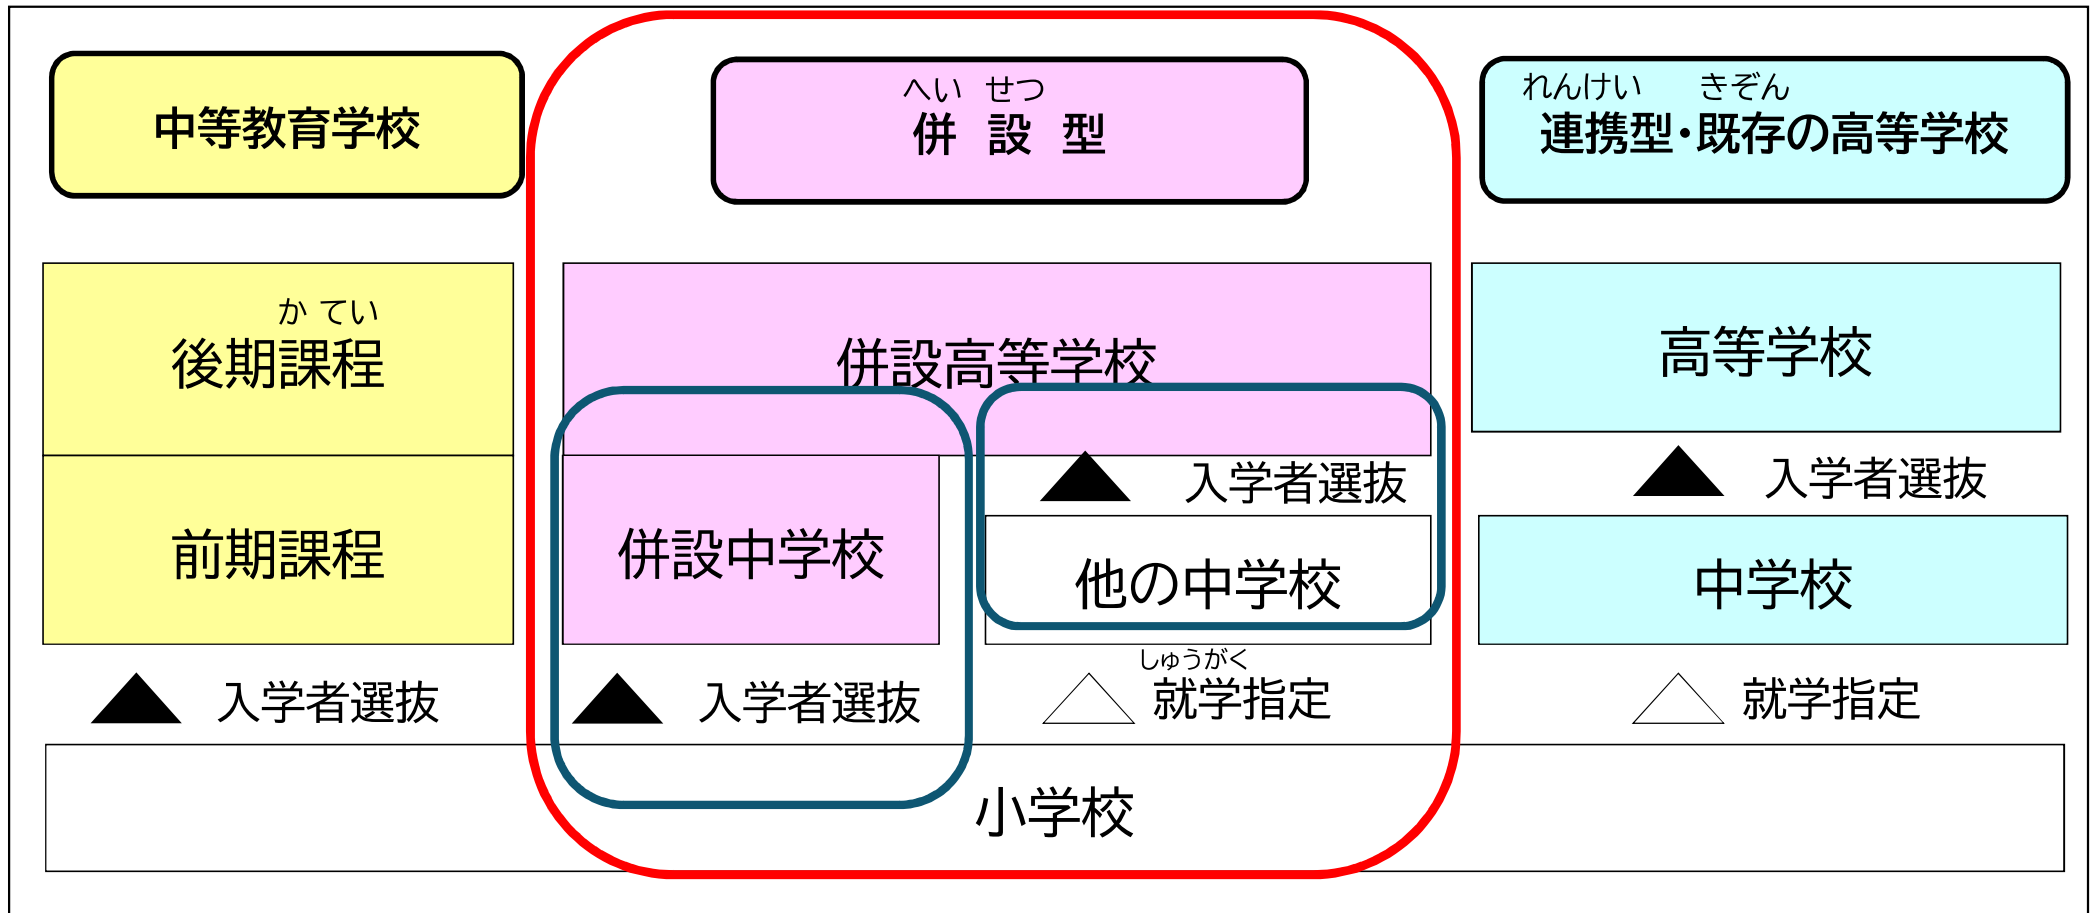 中等教育学校
へい せつ
併 設 型
れんけい きぞん
連携型・既存の高等学校
か てい
後期課程
併設高等学校
高等学校
入学者選抜
入学者選抜
前期課程
併設中学校
他の中学校
中学校
しゅうがく
入学者選抜
入学者選抜
就学指定
就学指定
小学校